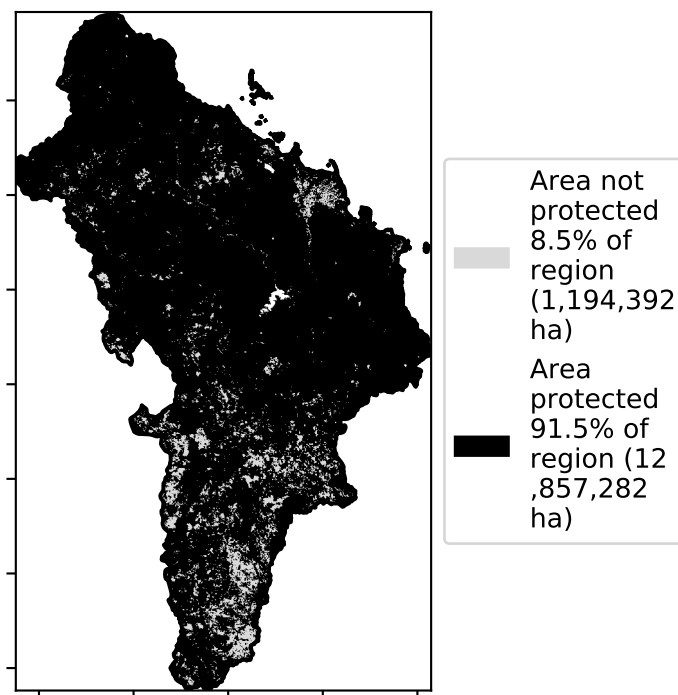 Area not
protected
8.5% of
region
(1,194,392
ha)
Area
protected
91.5% of
region (12
,857,282
ha)